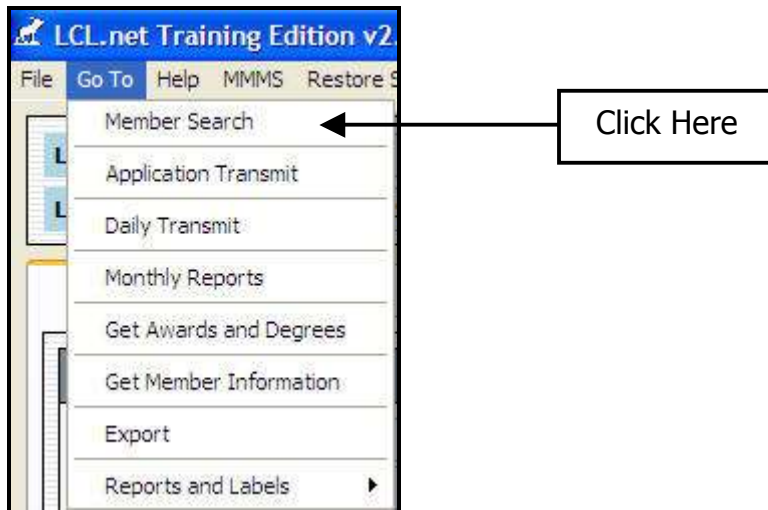 LCL.net Training Edition v2.
File Go To Help MMMS Restore S
Member Search
Click Here
L
Application Transmit
L
Daily Transmit
Monthly Reports
Get Awards and Degrees
Get Member Information
Export
Reports and Labels